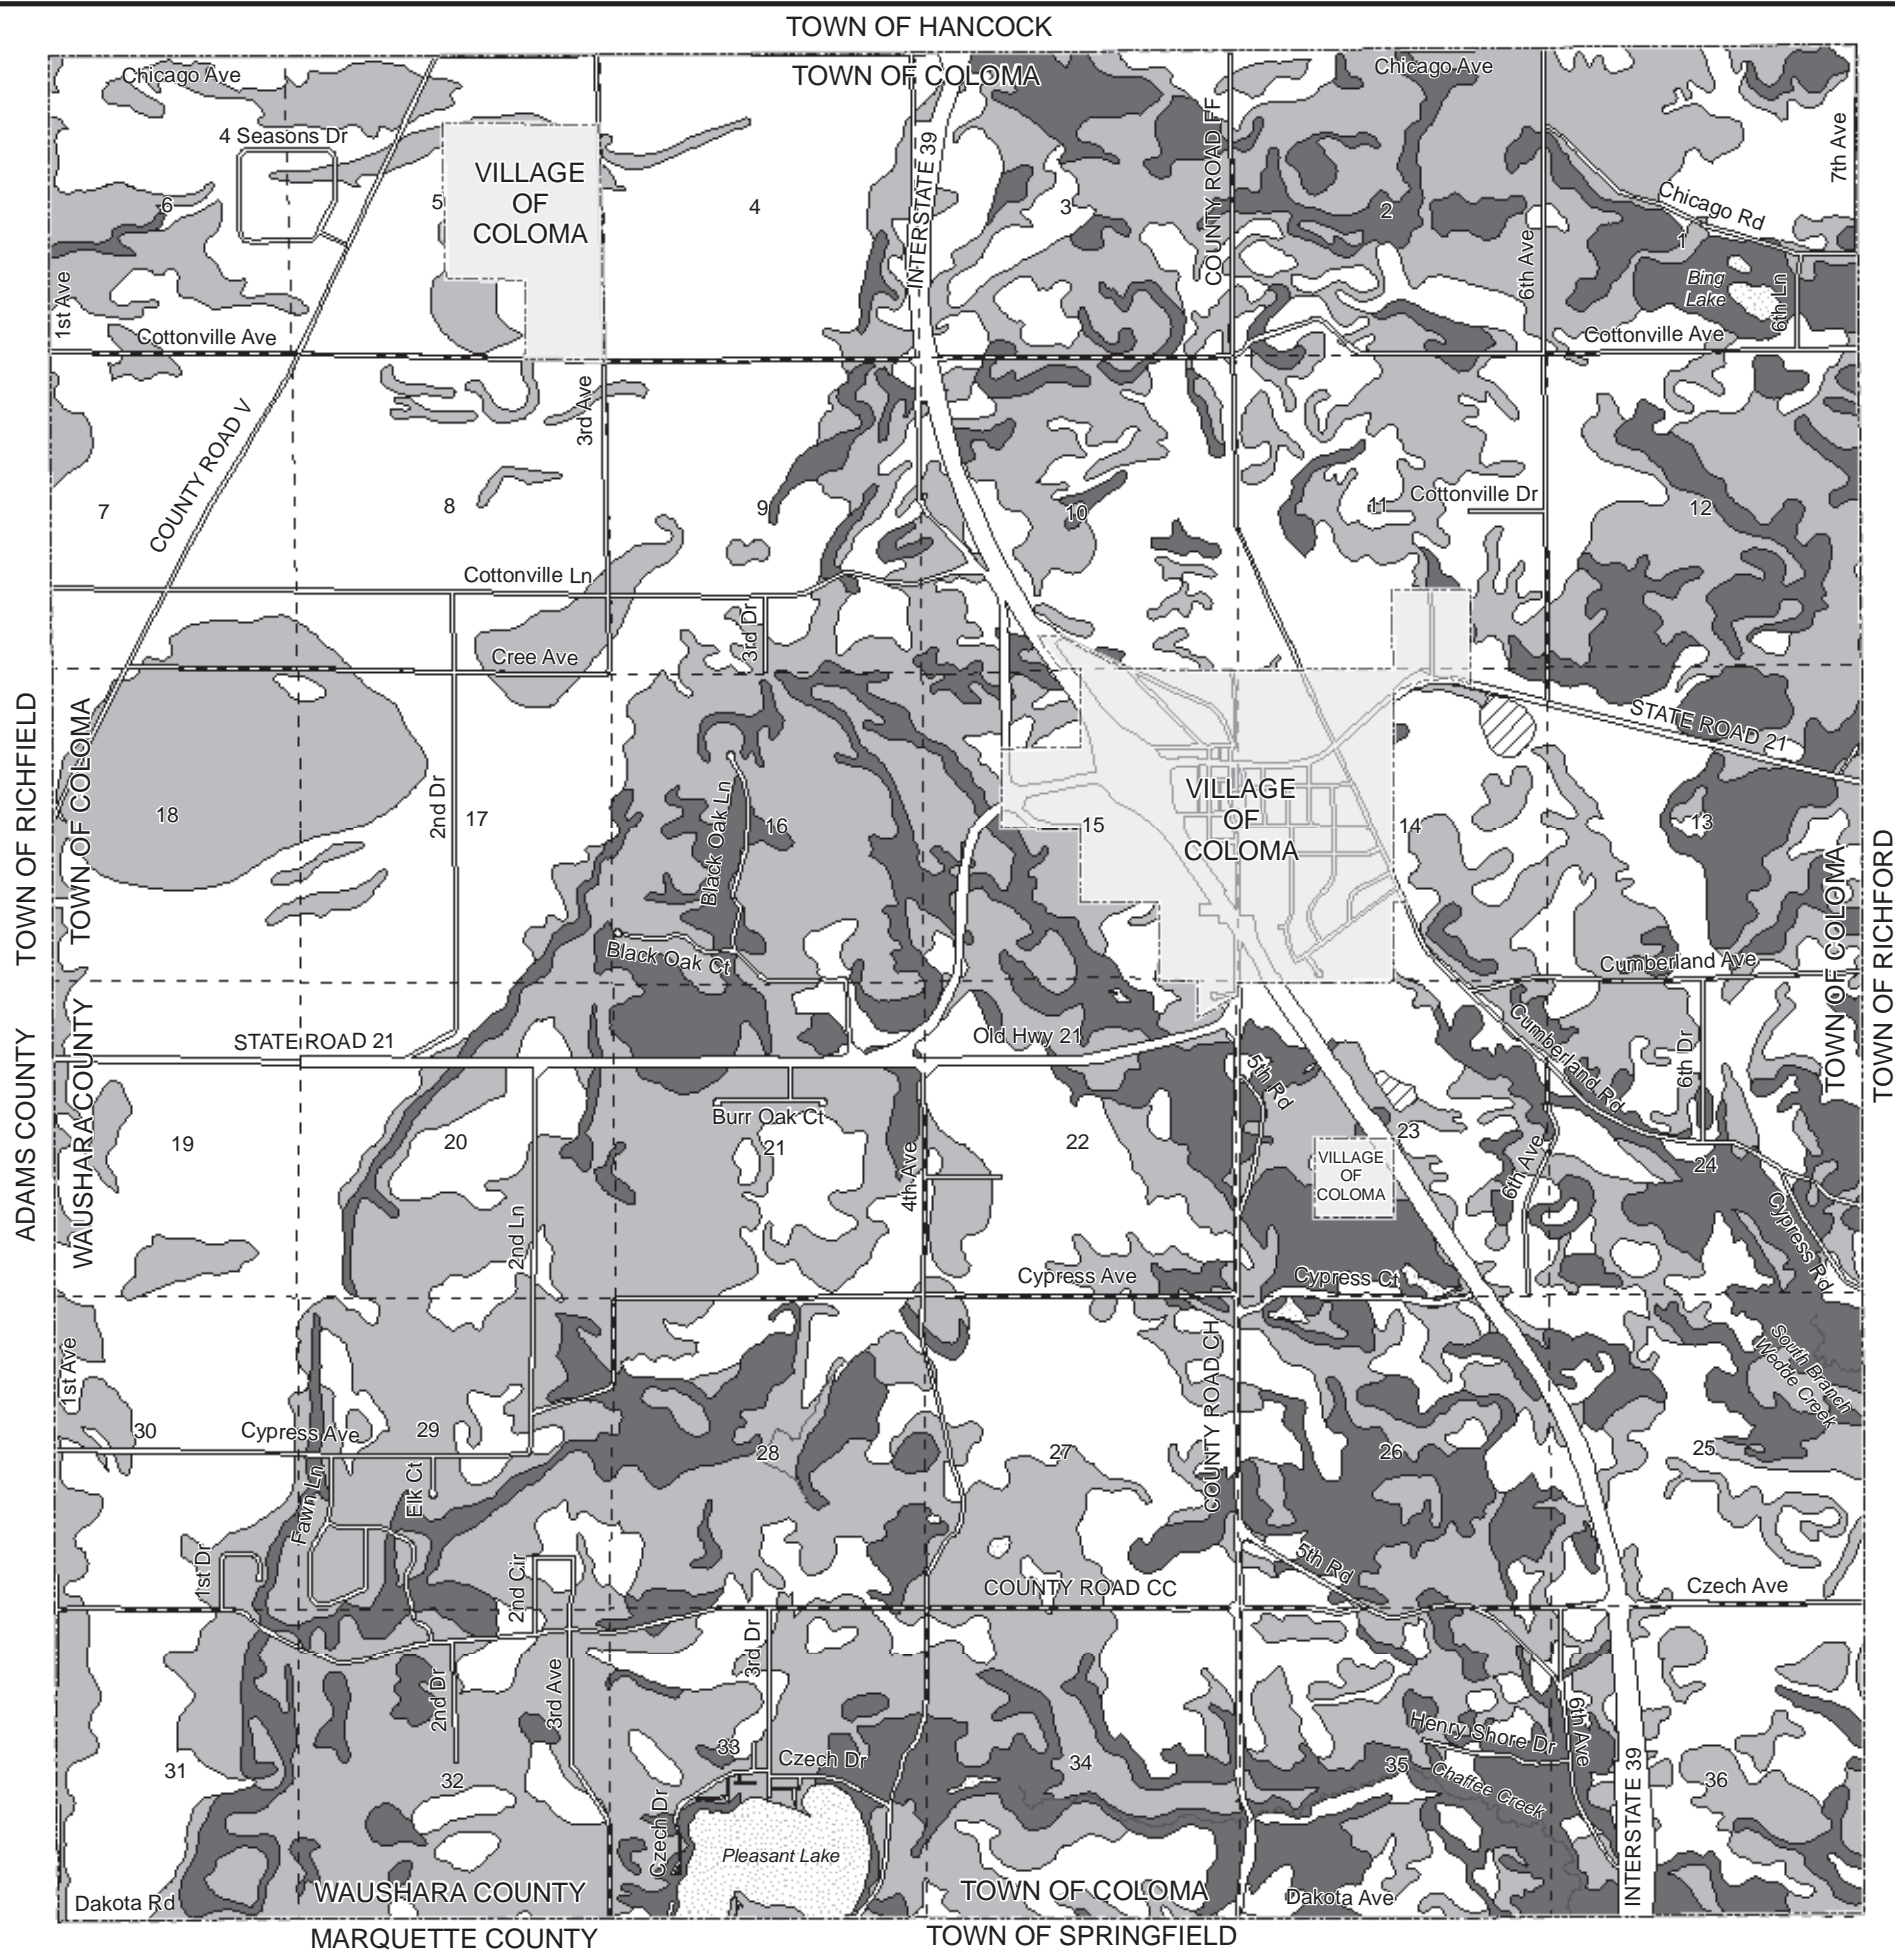 TOWN OF HANCOCK
TOWN OF COLOMA
Chicago Ave
Chicago Ave
4 Seasons Dr
VILLAGE
OF
COLOMA
INTERSTATE 39
COUNTY ROAD FF
7th Ave
Chicago Rd
6
5
4
3
2
1
1st Ave
6th Ave
Bing
Lake
6th Ln
Cottonville Ave
Cottonville Ave
3rd Ave
COUNTY ROAD V
7
8
9
10
11
Cottonville Dr
12
Cottonville Ln
3rd Dr
Cree Ave
STATE ROAD 21
TOWN OF RICHFIELD
TOWN OF COLOMA
18
2nd Dr
17
Black Oak Ln
16
15
VILLAGE
OF
COLOMA
14
13
TOWN OF COLOMA
TOWN OF RICHFORD
Black Oak Ct
Cumberland Ave
ADAMS COUNTY
WAUSHARA COUNTY
STATE ROAD 21
Old Hwy 21
5th Rd
Cumberland Rd
6th Dr
Burr Oak Ct
19
20
21
22
23
24
4th Ave
VILLAGE
OF
COLOMA
6th Ave
Cypress Rd
2nd Ln
Cypress Ave
Cypress Ct
1st Ave
COUNTY ROAD CH
South Branch
Wedde Creek
30
Cypress Ave
29
28
27
26
25
Fawn Ln
Elk Ct
1st Dr
2nd Cir
5th Rd
COUNTY ROAD CC
Czech Ave
2nd Dr
3rd Ave
3rd Dr
6th Ave
Henry Shore Dr
31
32
33
Czech Dr
34
35
Chaffee Creek
36
Czech Dr
Pleasant Lake
INTERSTATE 39
Dakota Rd
WAUSHARA COUNTY
TOWN OF COLOMA
Dakota Ave
MARQUETTE COUNTY
TOWN OF SPRINGFIELD